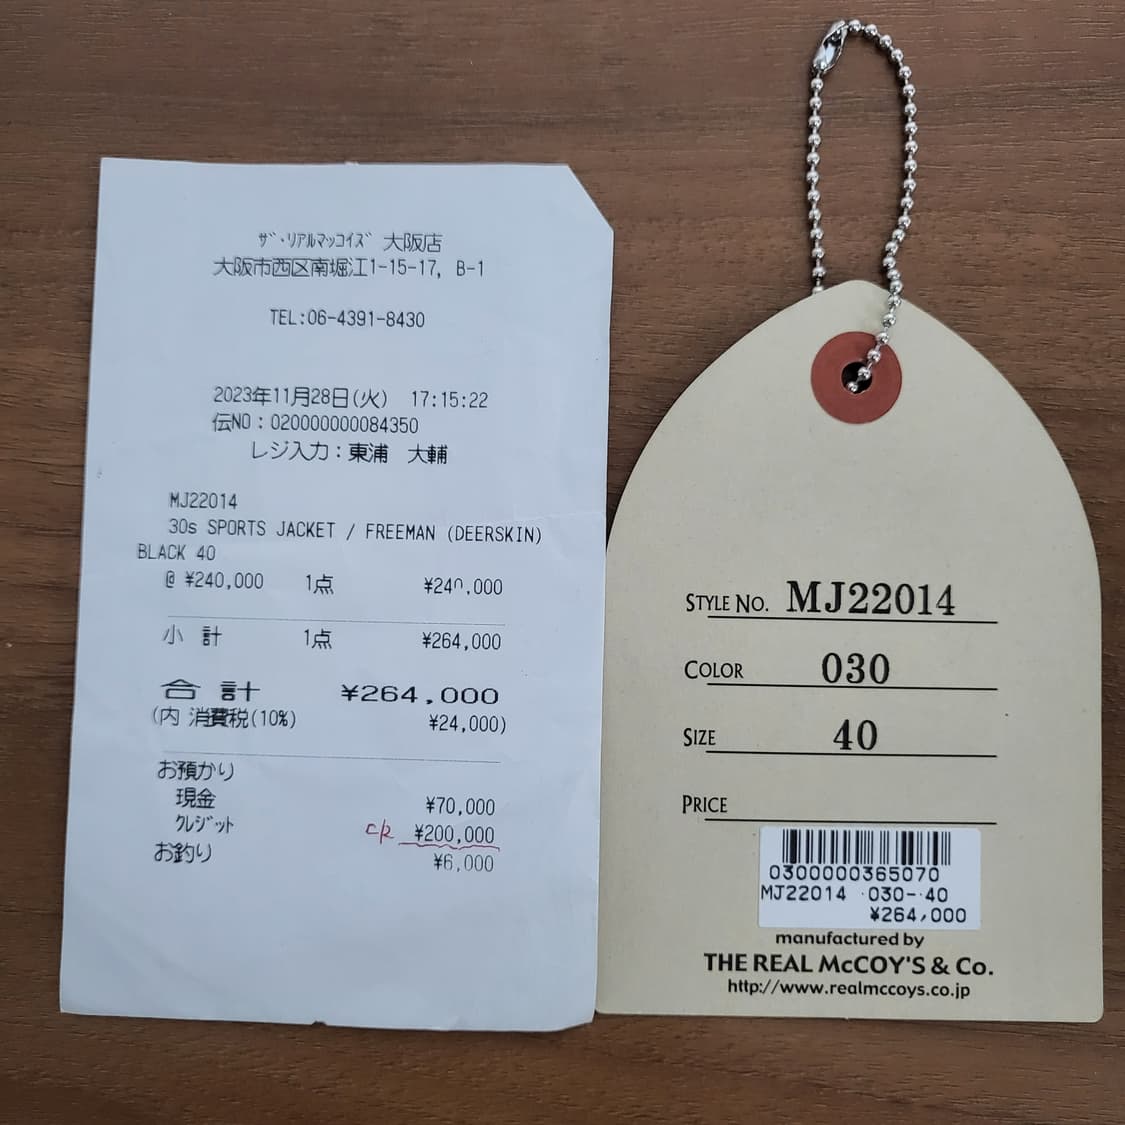 ｻﾞ･ﾘｱﾙﾏｯｺｲｽﾞ 大阪店
大阪市西区南堀江1-15-17, B-1
TEL:06-4391-8430
2023年11月28日(火) 17:15:22
伝NO:020000000084350
レジ入力:東浦 大輔
MJ22014
30s SPORTS JACKET / FREEMAN (DEERSKIN)
BLACK 40
@ ¥240,000 1点 ¥240,000
小 計 1点 ¥264,000
合 計 ¥264,000
(内 消費税(10%) ¥24,000)
お預かり
現金 ¥70,000
ｸﾚｼﾞｯﾄ c/R ¥200,000
お釣り ¥6,000
STYLE NO. MJ22014
COLOR 030
SIZE 40
PRICE
0300000365070
MJ22014 030-40
¥264,000
manufactured by
THE REAL McCOY'S & Co.
http://www.realmccoys.co.jp